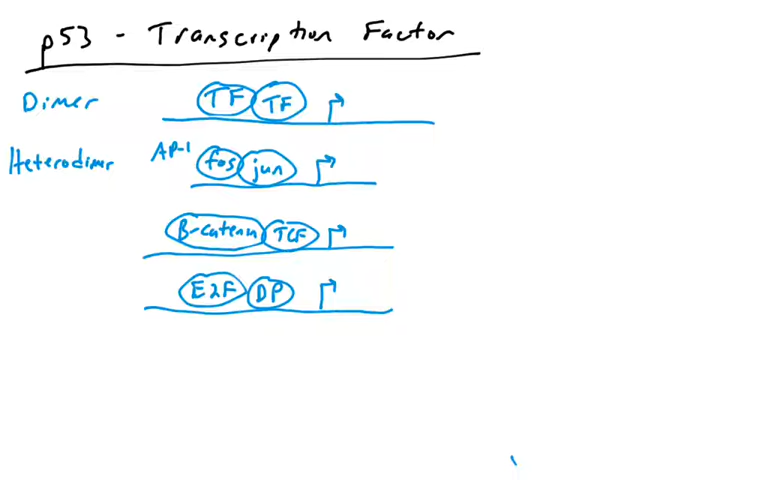 p53 - Transcription Factor
Dimer TF TF
Heterodimer AP-1 fos jun
B-catenin TCF
E2F DP